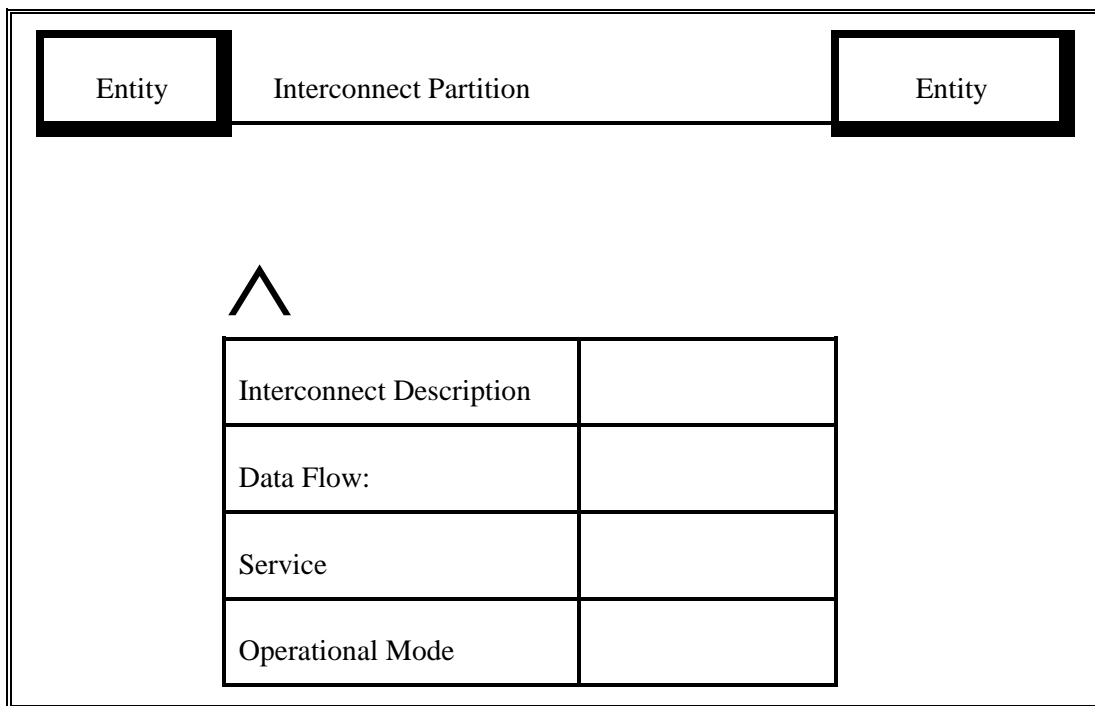 Entity
Interconnect Partition
Entity
Interconnect Description
Data Flow:
Service
Operational Mode